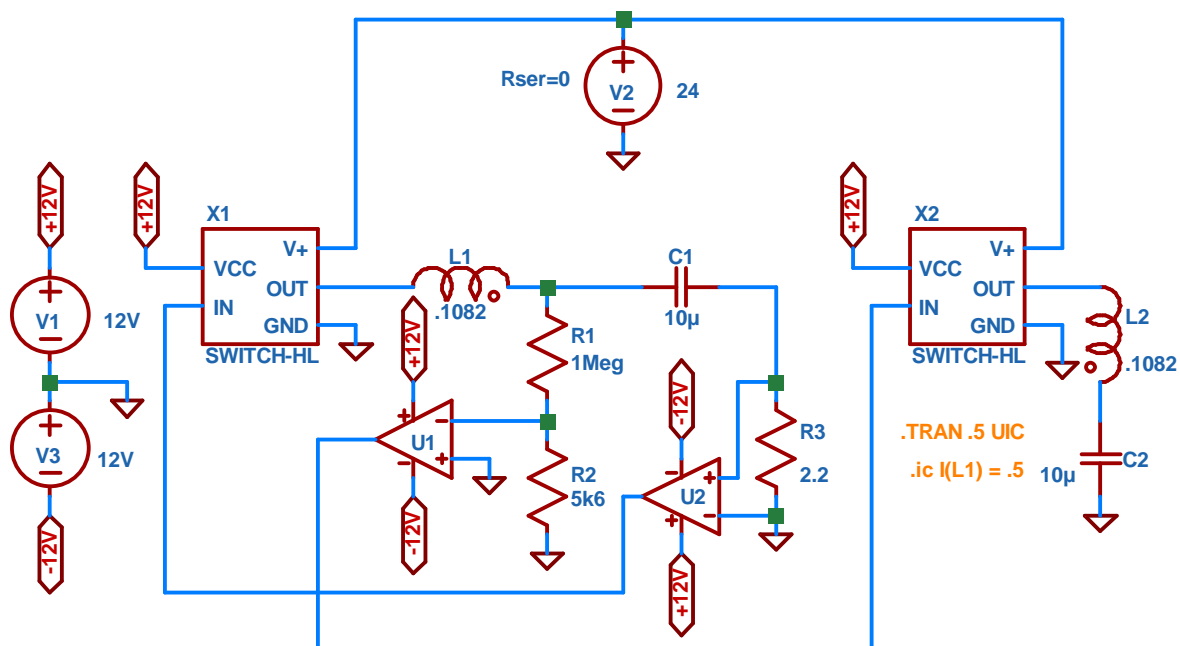 Rser=0
V2
24
+12V
+12V
+12V
X1
X2
V+
V+
VCC
VCC
OUT
OUT
IN
IN
GND
GND
SWITCH-HL
SWITCH-HL
L1
.1082
C1
10µ
L2
.1082
V1
12V
+12V
R1
1Meg
-12V
V3
12V
U1
R2
5k6
U2
R3
2.2
.TRAN .5 UIC
.ic I(L1) = .5
10µ
C2
-12V
-12V
+12V